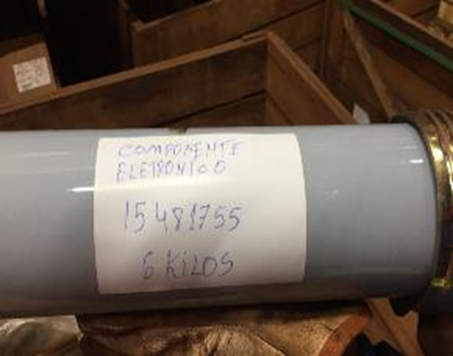 COMPONENTE
ELETRONICO
15481755
6 KILOS